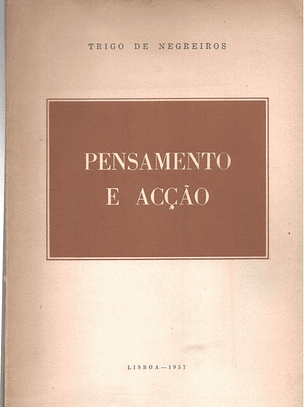 TRIGO DE NEGREIROS
PENSAMENTO
E ACÇÃO
LISBOA—1957